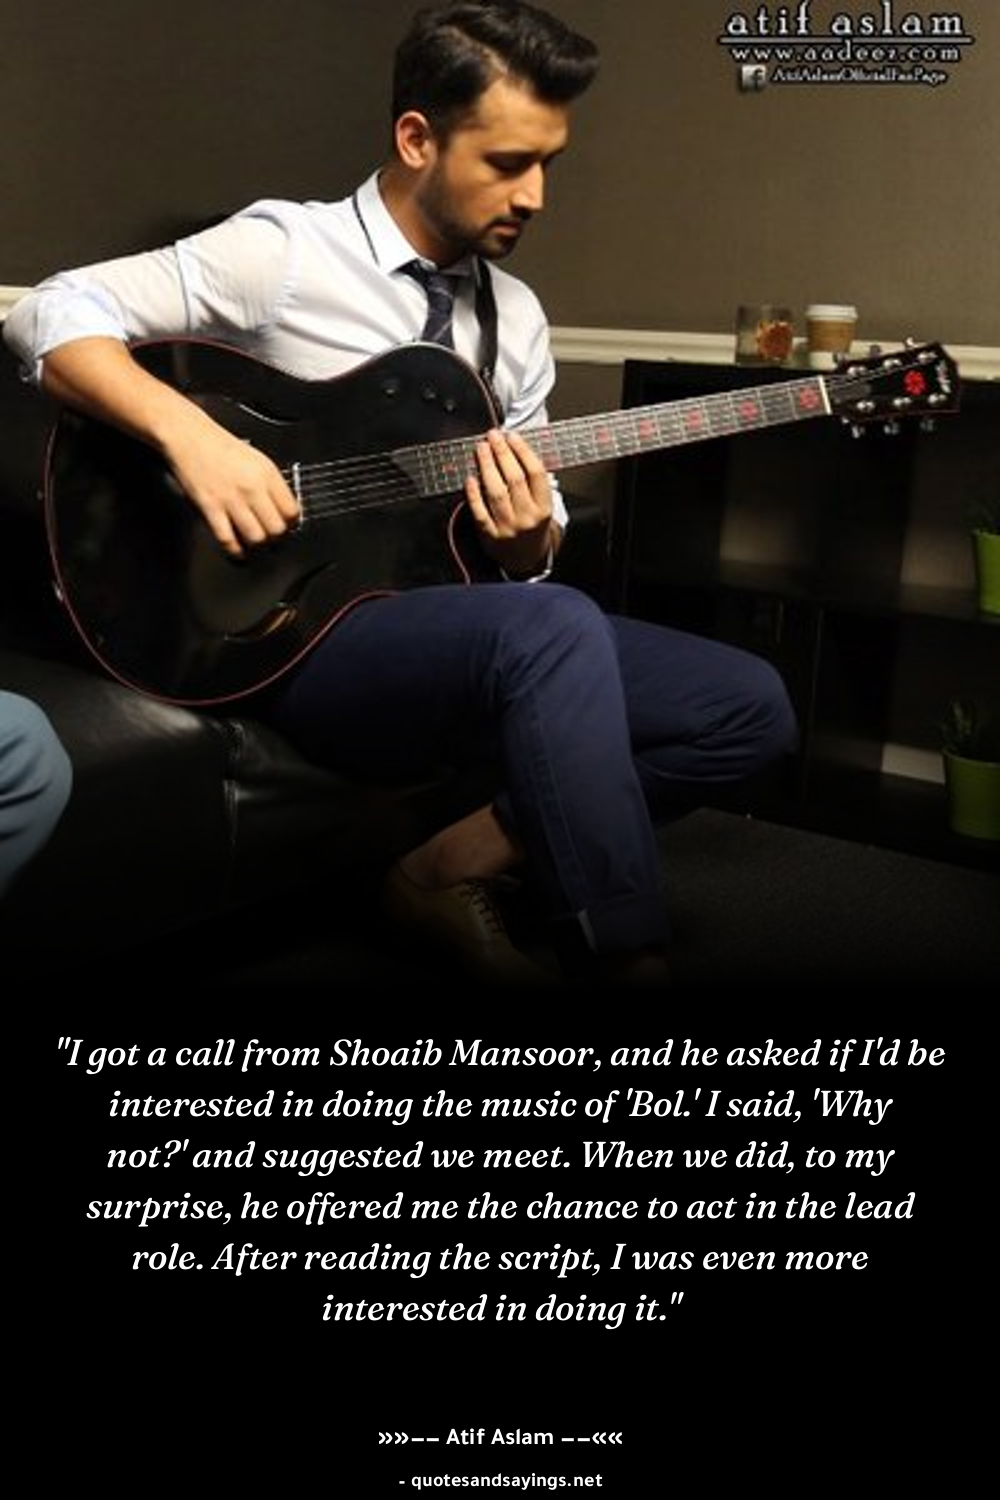 atif aslam
www.aadeez.com
AtifAslamOfficialFanPage
"I got a call from Shoaib Mansoor, and he asked if I'd be
interested in doing the music of 'Bol.' I said, 'Why
not?' and suggested we meet. When we did, to my
surprise, he offered me the chance to act in the lead
role. After reading the script, I was even more
interested in doing it."
»»−− Atif Aslam −−««
- quotesandsayings.net